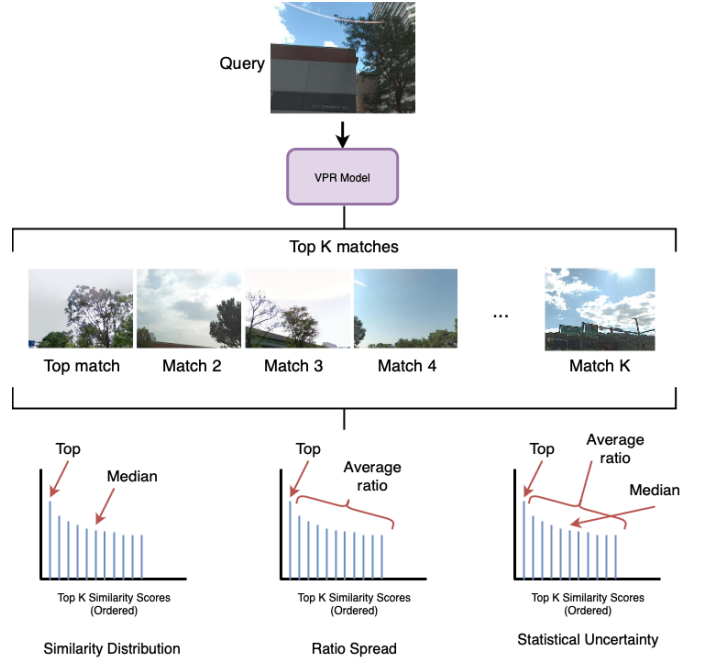 Query
VPR Model
Top K matches
...
Top match
Match 2
Match 3
Match 4
Match K
Top
Median
Top K Similarity Scores
(Ordered)
Similarity Distribution
Top
Average
ratio
Top K Similarity Scores
(Ordered)
Ratio Spread
Top
Average
ratio
Median
Top K Similarity Scores
(Ordered)
Statistical Uncertainty